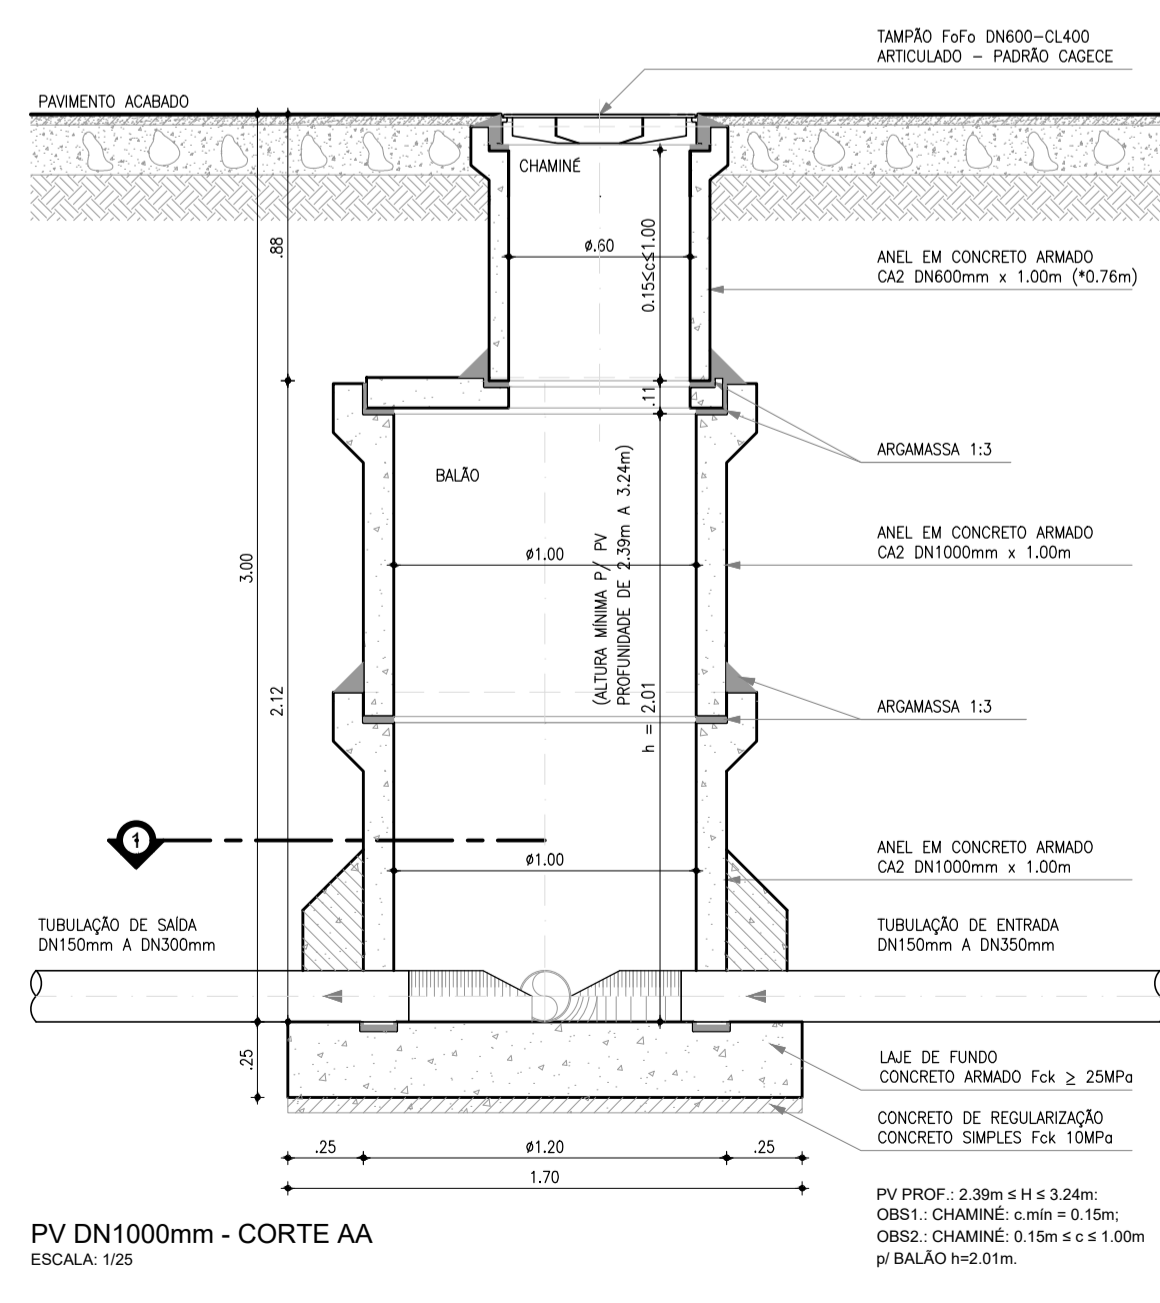 TAMPÃO FoFo DN600-CL400
ARTICULADO - PADRÃO CAGECE
PAVIMENTO ACABADO
CHAMINÉ
.88
ø.60
0.15≤c≤1.00
ANEL EM CONCRETO ARMADO
CA2 DN600mm x 1.00m (*0.76m)
.11
ARGAMASSA 1:3
BALÃO
3.00
2.12
ø1.00
(ALTURA MÍNIMA P/ PV
PROFUNIDADE DE 2.39m A 3.24m)
h = 2.01
ANEL EM CONCRETO ARMADO
CA2 DN1000mm x 1.00m
ARGAMASSA 1:3
1
ø1.00
ANEL EM CONCRETO ARMADO
CA2 DN1000mm x 1.00m
TUBULAÇÃO DE SAÍDA
DN150mm A DN300mm
TUBULAÇÃO DE ENTRADA
DN150mm A DN350mm
.25
LAJE DE FUNDO
CONCRETO ARMADO Fck ≥ 25MPa
CONCRETO DE REGULARIZAÇÃO
CONCRETO SIMPLES Fck 10MPa
.25
ø1.20
.25
1.70
PV PROF.: 2.39m ≤ H ≤ 3.24m:
OBS1.: CHAMINÉ: c.mín = 0.15m;
OBS2.: CHAMINÉ: 0.15m ≤ c ≤ 1.00m
p/ BALÃO h=2.01m.
PV DN1000mm - CORTE AA
ESCALA: 1/25